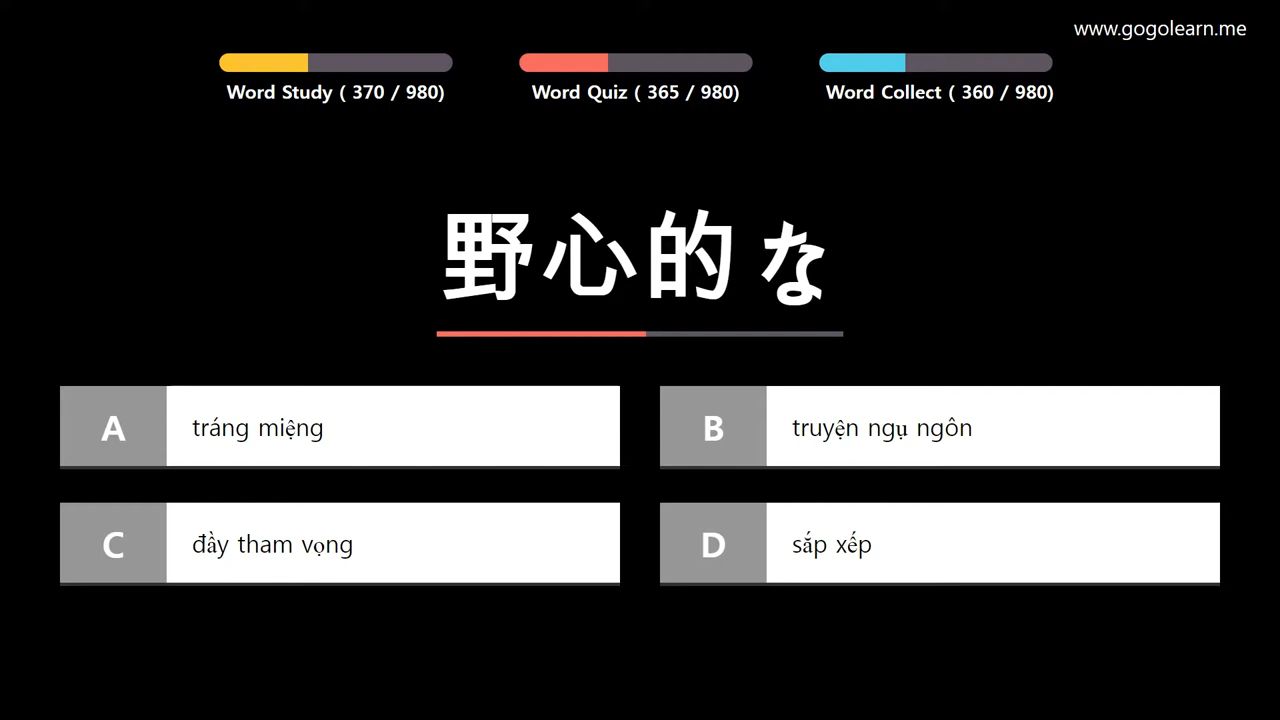 www.gogolearn.me
Word Study ( 370 / 980)
Word Quiz ( 365 / 980)
Word Collect ( 360 / 980)
野心的な
A tráng miệng
B truyện ngụ ngôn
C đầy tham vọng
D sắp xếp